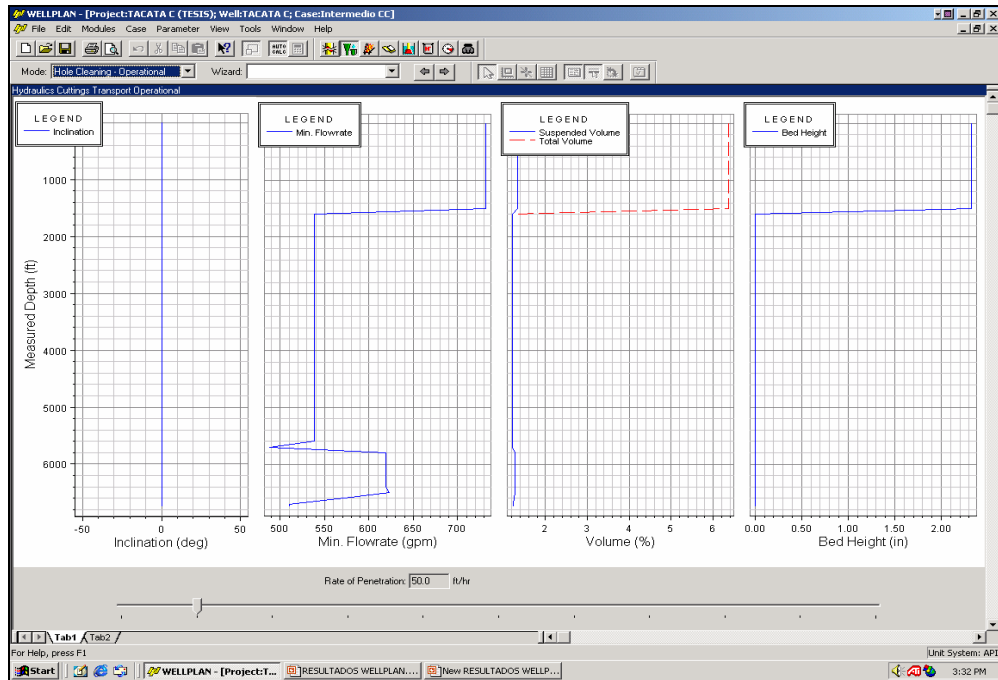 WELLPLAN - [Project:TACATA C (TESIS); Well:TACATA C; Case:Intermedio CC]
File Edit Modules Case Parameter View Tools Window Help
AUTO CALC
Mode: Hole Cleaning - Operational Wizard:
Hydraulics Cuttings Transport Operational
LEGEND
Inclination
LEGEND
Min. Flowrate
LEGEND
Suspended Volume
Total Volume
LEGEND
Bed Height
Measured Depth (ft)
1000
2000
3000
4000
5000
6000
-50 0 50
500 550 600 650 700
2 3 4 5 6
0.00 0.50 1.00 1.50 2.00
Inclination (deg)
Min. Flowrate (gpm)
Volume (%)
Bed Height (in)
Rate of Penetration: 50.0 ft/hr
Tab1 Tab2
For Help, press F1
Unit System: API
Start
WELLPLAN - [Project:T...
RESULTADOS WELLPLAN....
New RESULTADOS WELLP...
3:32 PM